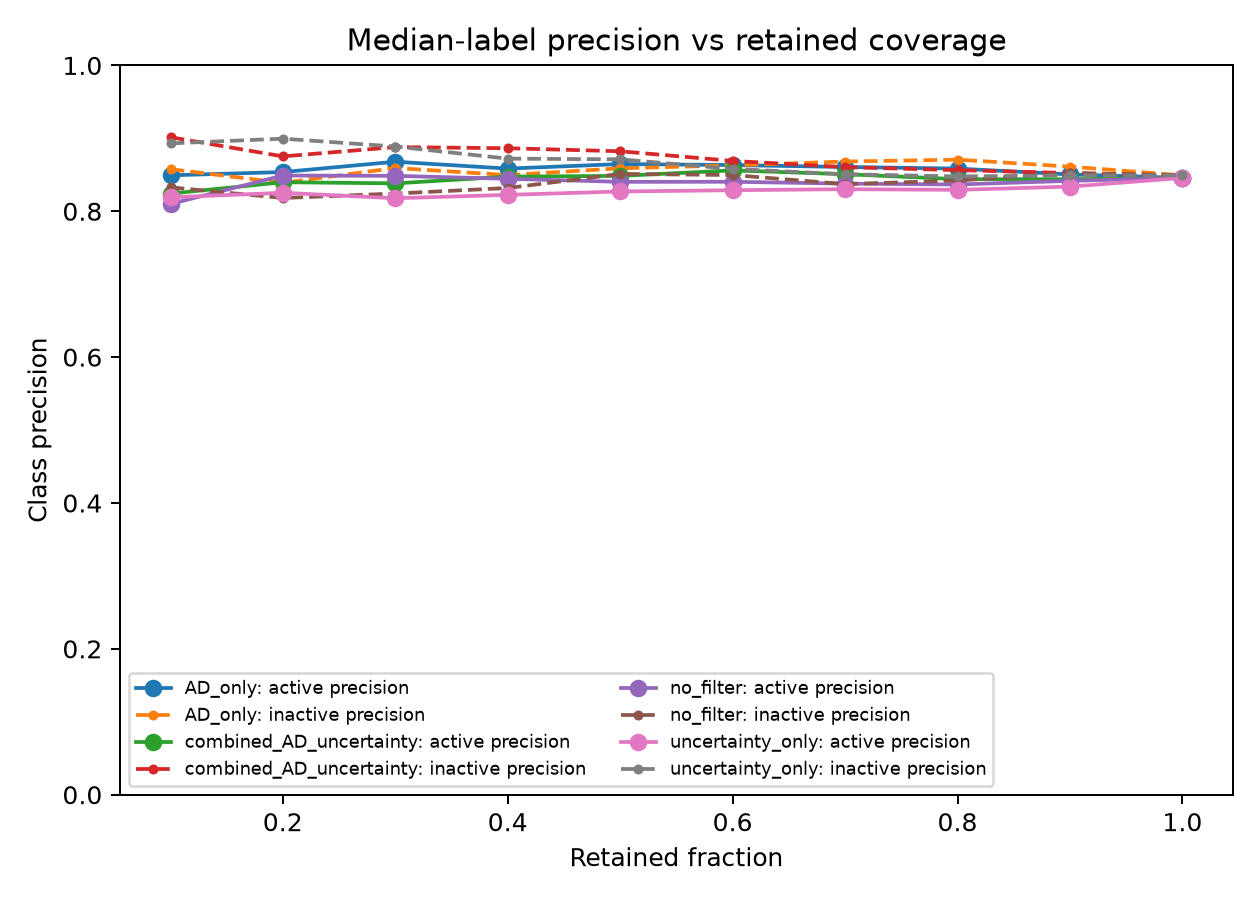 Median-label precision vs retained coverage
1.0
0.8
0.6
0.4
0.2
0.0
Class precision
AD_only: active precision
AD_only: inactive precision
combined_AD_uncertainty: active precision
combined_AD_uncertainty: inactive precision
no_filter: active precision
no_filter: inactive precision
uncertainty_only: active precision
uncertainty_only: inactive precision
0.2
0.4
0.6
0.8
1.0
Retained fraction